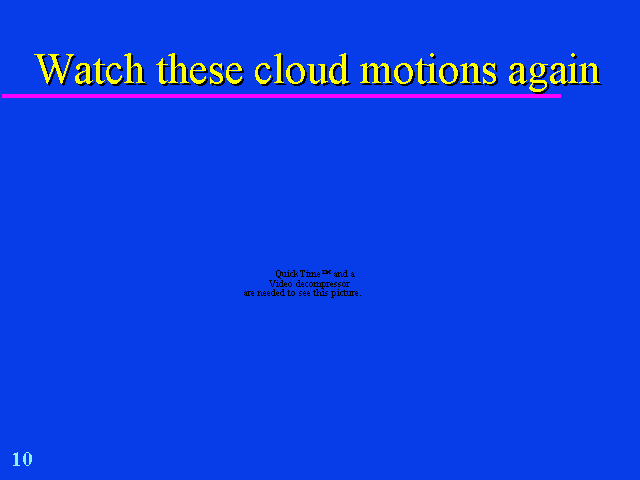 Watch these cloud motions again
QuickTime™ and a
Video decompressor
are needed to see this picture.
10